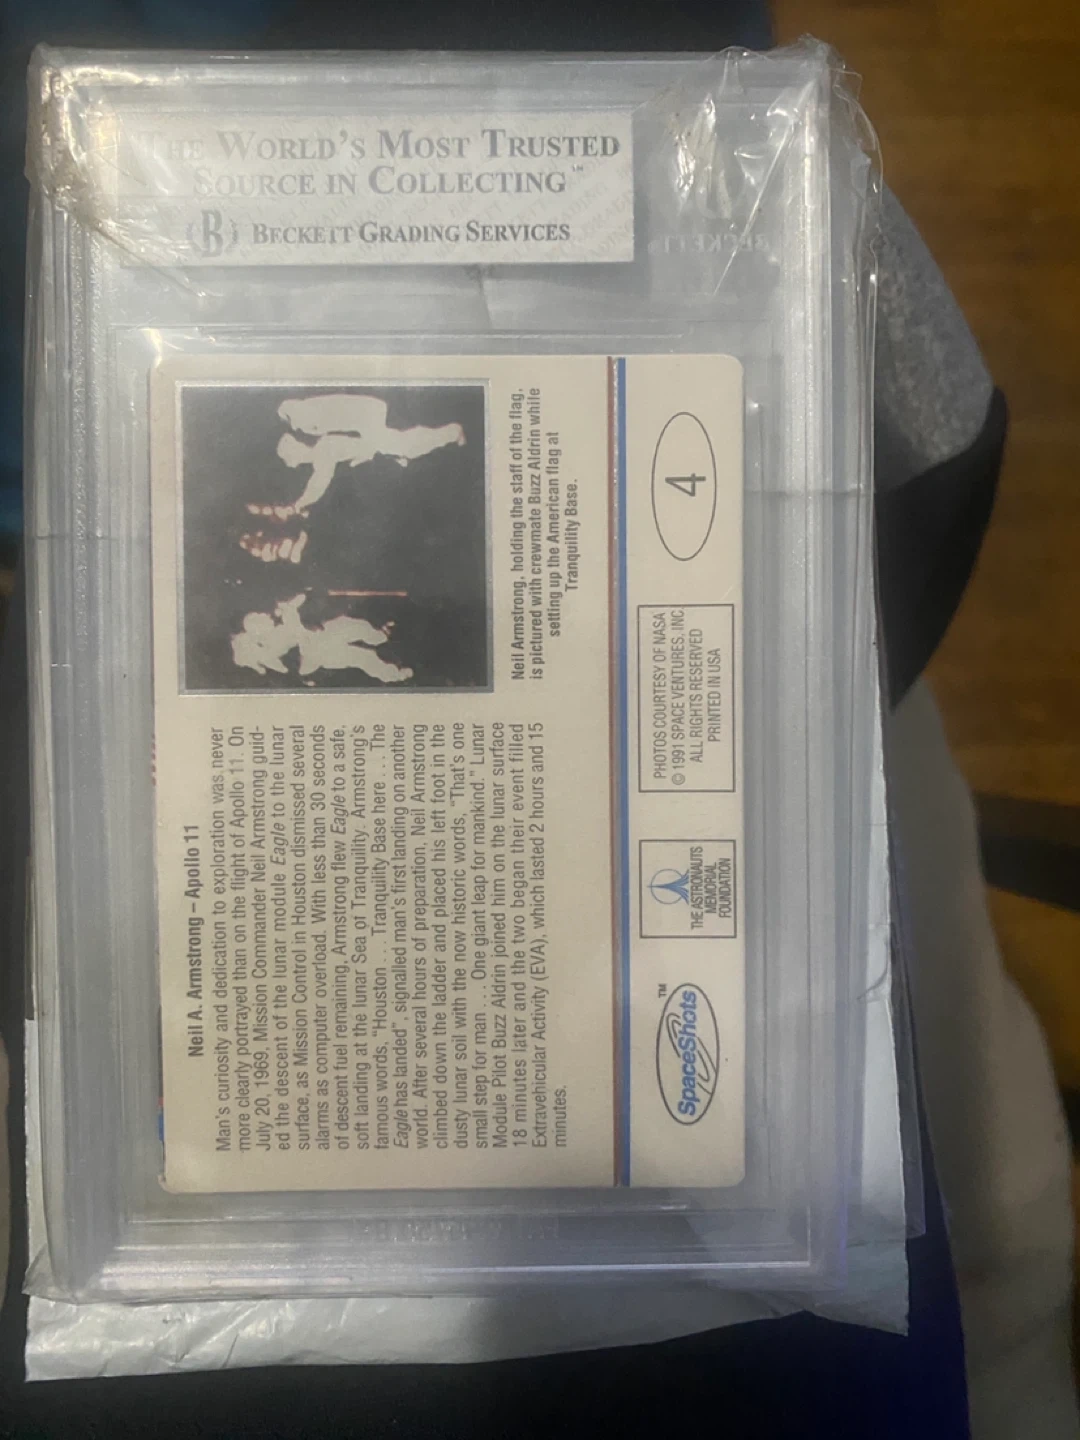 THE WORLD'S MOST TRUSTED
SOURCE IN COLLECTING™
B BECKETT GRADING SERVICES
Neil A. Armstrong – Apollo 11
Man's curiosity and dedication to exploration was never
more clearly portrayed than on the flight of Apollo 11. On
July 20, 1969, Mission Commander Neil Armstrong guid-
ed the descent of the lunar module Eagle to the lunar
surface, as Mission Control in Houston dismissed several
alarms as computer overload. With less than 30 seconds
of descent fuel remaining, Armstrong flew Eagle to a safe,
soft landing at the lunar Sea of Tranquility. Armstrong's
famous words, "Houston . . . Tranquility Base here . . . The
Eagle has landed", signalled man's first landing on another
world. After several hours of preparation, Neil Armstrong
climbed down the ladder and placed his left foot in the
dusty lunar soil with the now historic words, "That's one
small step for man . . . One giant leap for mankind." Lunar
Module Pilot Buzz Aldrin joined him on the lunar surface
18 minutes later and the two began their event filled
Extravehicular Activity (EVA), which lasted 2 hours and 15
minutes.
Neil Armstrong, holding the staff of the flag,
is pictured with crewmate Buzz Aldrin while
setting up the American flag at
Tranquility Base.
SpaceShots™
THE ASTRONAUTS
MEMORIAL
FOUNDATION
PHOTOS COURTESY OF NASA
© 1991 SPACE VENTURES, INC.
ALL RIGHTS RESERVED
PRINTED IN USA
4